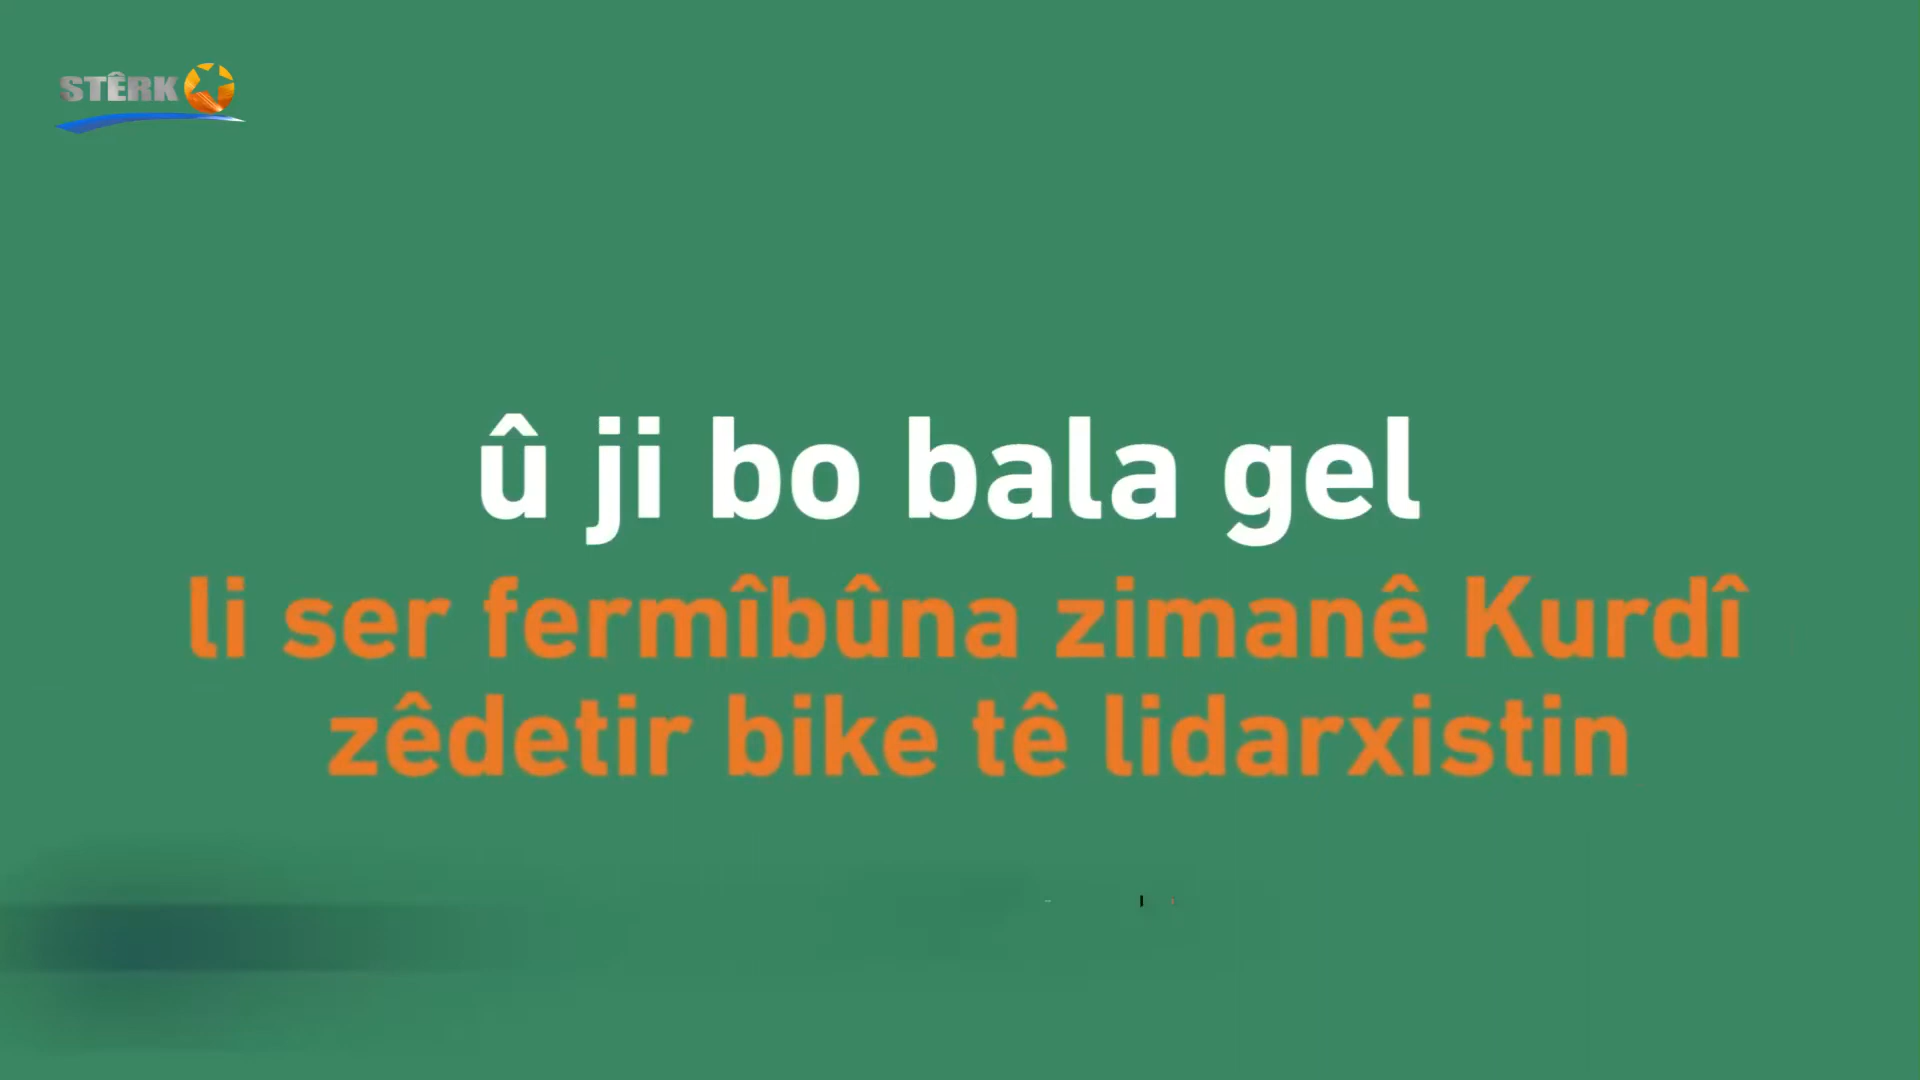 STÊRK
û ji bo bala gel
li ser fermîbûna zimanê Kurdî
zêdetir bike tê lidarxistin